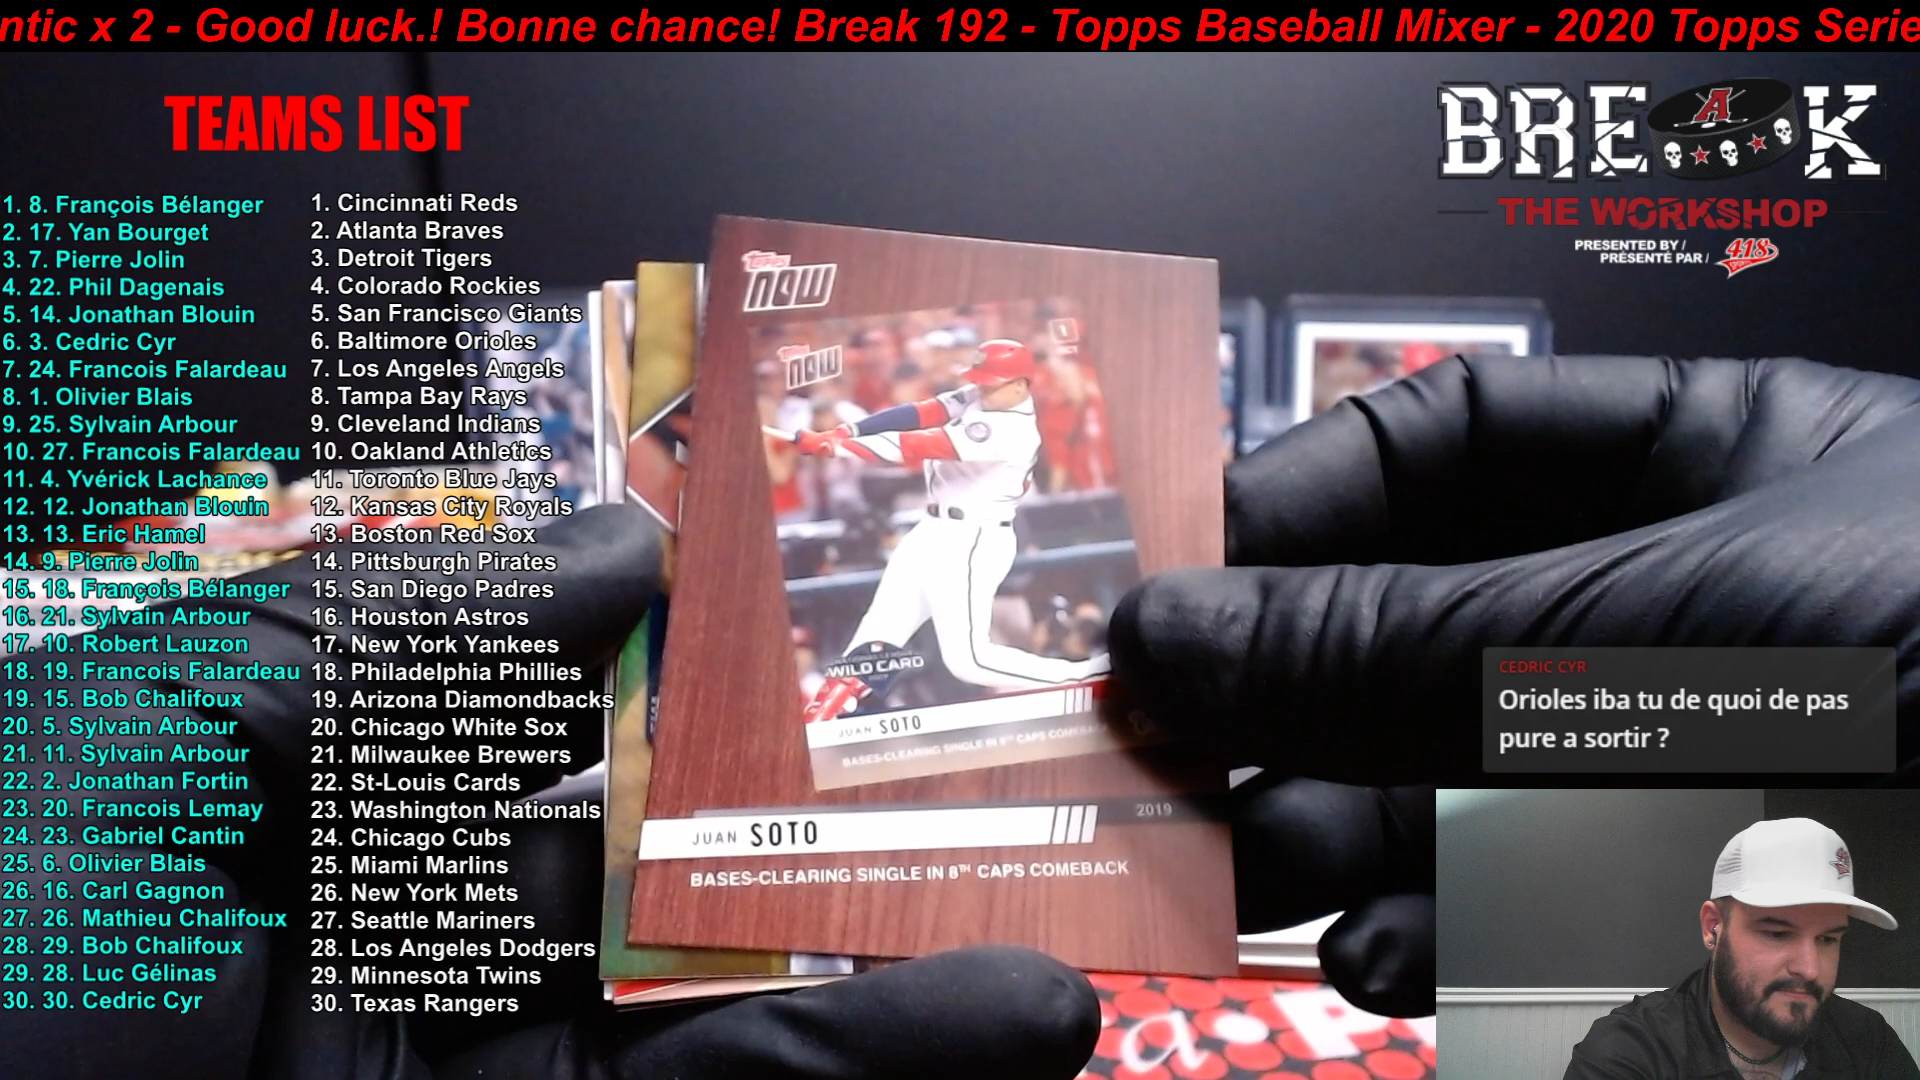 ntic x 2 - Good luck.! Bonne chance! Break 192 - Topps Baseball Mixer - 2020 Topps Serie
TEAMS LIST
1. 8. François Bélanger
2. 17. Yan Bourget
3. 7. Pierre Jolin
4. 22. Phil Dagenais
5. 14. Jonathan Blouin
6. 3. Cedric Cyr
7. 24. Francois Falardeau
8. 1. Olivier Blais
9. 25. Sylvain Arbour
10. 27. Francois Falardeau
11. 4. Yvérick Lachance
12. 12. Jonathan Blouin
13. 13. Eric Hamel
14. 9. Pierre Jolin
15. 18. François Bélanger
16. 21. Sylvain Arbour
17. 10. Robert Lauzon
18. 19. Francois Falardeau
19. 15. Bob Chalifoux
20. 5. Sylvain Arbour
21. 11. Sylvain Arbour
22. 2. Jonathan Fortin
23. 20. Francois Lemay
24. 23. Gabriel Cantin
25. 6. Olivier Blais
26. 16. Carl Gagnon
27. 26. Mathieu Chalifoux
28. 29. Bob Chalifoux
29. 28. Luc Gélinas
30. 30. Cedric Cyr
1. Cincinnati Reds
2. Atlanta Braves
3. Detroit Tigers
4. Colorado Rockies
5. San Francisco Giants
6. Baltimore Orioles
7. Los Angeles Angels
8. Tampa Bay Rays
9. Cleveland Indians
10. Oakland Athletics
11. Toronto Blue Jays
12. Kansas City Royals
13. Boston Red Sox
14. Pittsburgh Pirates
15. San Diego Padres
16. Houston Astros
17. New York Yankees
18. Philadelphia Phillies
19. Arizona Diamondbacks
20. Chicago White Sox
21. Milwaukee Brewers
22. St-Louis Cards
23. Washington Nationals
24. Chicago Cubs
25. Miami Marlins
26. New York Mets
27. Seattle Mariners
28. Los Angeles Dodgers
29. Minnesota Twins
30. Texas Rangers
TOPPS
NOW
TOPPS
NOW
WILD CARD
JUAN SOTO
BASES-CLEARING SINGLE IN 8TH CAPS
2019
JUAN SOTO
BASES-CLEARING SINGLE IN 8TH CAPS COMEBACK
BREAK
THE WORKSHOP
PRESENTED BY /
PRÉSENTÉ PAR /
418
CEDRIC CYR
Orioles iba tu de quoi de pas
pure a sortir ?